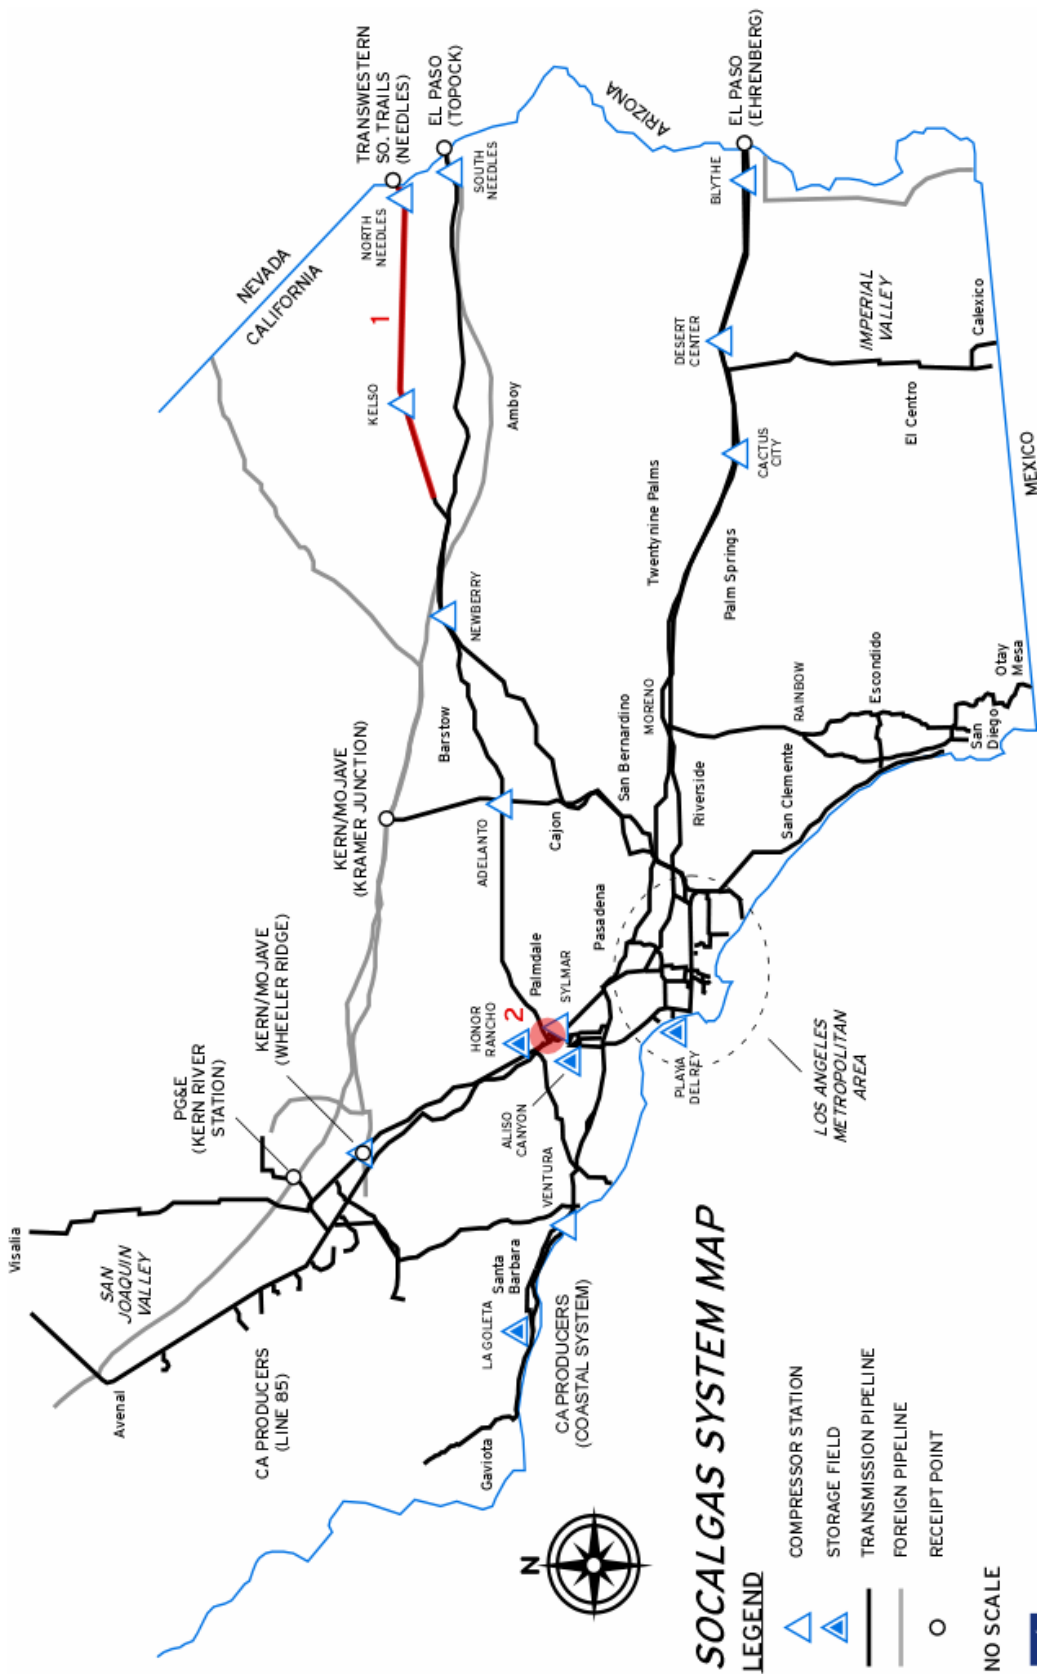 TRANSWESTERN
SO. TRAILS
(NEEDLES)
EL PASO
(TOPOCK)
NEVADA
CALIFORNIA
NORTH
NEEDLES
SOUTH
NEEDLES
ARIZONA
EL PASO
(EHRENBERG)
BLYTHE
1
KELSO
Amboy
DESERT
CENTER
IMPERIAL
VALLEY
Calexico
El Centro
CACTUS
CITY
MEXICO
Twentynine Palms
Palm Springs
NEWBERRY
Barstow
KERN/MOJAVE
(KRAMER JUNCTION)
ADELANTO
Cajon
San Bernardino
MORENO
Riverside
RAINBOW
Escondido
San Clemente
San
Diego
Otay
Mesa
KERN/MOJAVE
(WHEELER RIDGE)
PG&E
(KERN RIVER
STATION)
HONOR
RANCHO
2
Palmdale
SYLMAR
Pasadena
ALISO
CANYON
PLAYA
DEL REY
LOS ANGELES
METROPOLITAN
AREA
VENTURA
Visalia
SAN
JOAQUIN
VALLEY
Avenal
CA PRODUCERS
(LINE 85)
Santa
Barbara
LA GOLETA
CA PRODUCERS
(COASTAL SYSTEM)
Gaviota
N
SOCALGAS SYSTEM MAP
LEGEND
COMPRESSOR STATION
STORAGE FIELD
TRANSMISSION PIPELINE
FOREIGN PIPELINE
RECEIPT POINT
NO SCALE